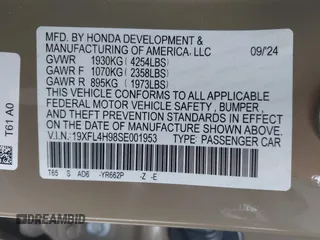 MFD. BY HONDA DEVELOPMENT &
MANUFACTURING OF AMERICA, LLC 09/24
GVWR 1930KG (4254LBS)
GAWR F 1070KG (2358LBS)
GAWR R 895KG (1973LBS)
THIS VEHICLE CONFORMS TO ALL APPLICABLE
FEDERAL MOTOR VEHICLE SAFETY, BUMPER,
AND THEFT PREVENTION STANDARDS IN EFFECT
ON THE DATE OF MANUFACTURE SHOWN ABOVE.
V.I.N.: 19XFL4H98SE001953 TYPE: PASSENGER CAR
T65 S AD6 -YR662P -Z -E
T61 A0
DREAMBID